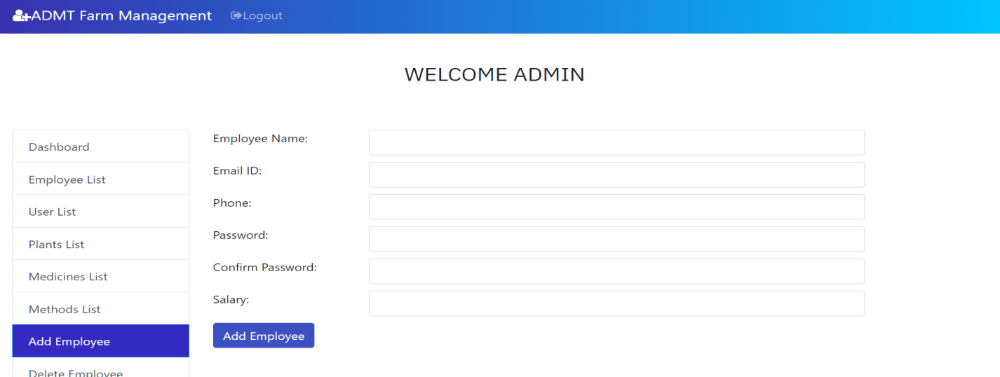 ADMT Farm Management Logout
WELCOME ADMIN
Dashboard
Employee List
User List
Plants List
Medicines List
Methods List
Add Employee
Delete Employee
Employee Name:
Email ID:
Phone:
Password:
Confirm Password:
Salary:
Add Employee